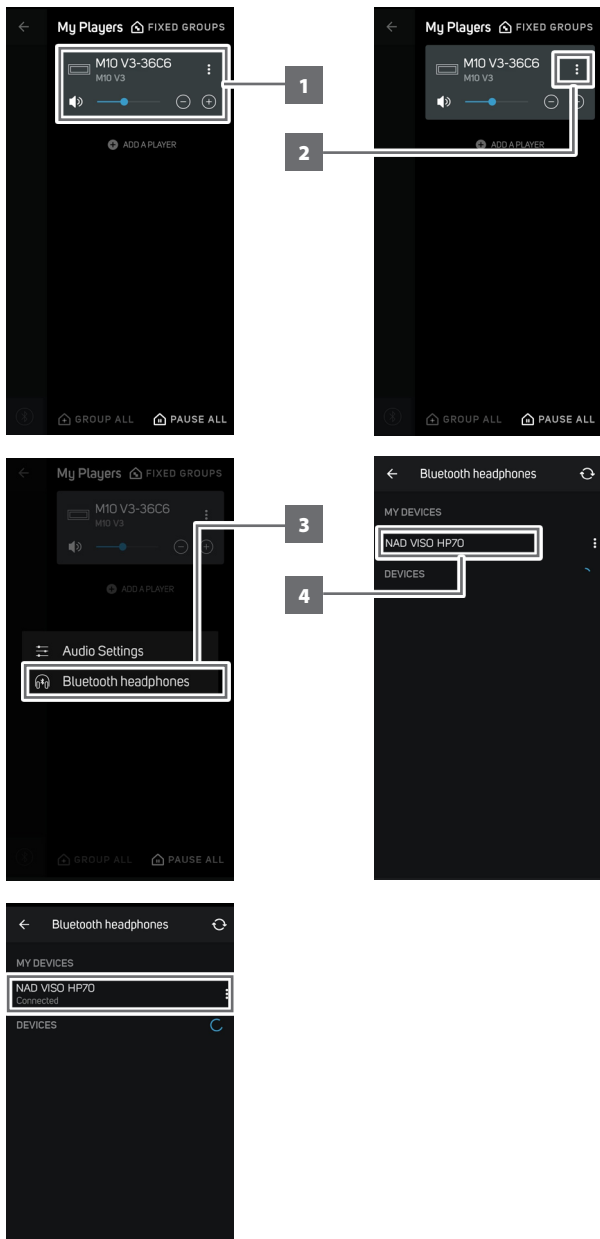 My Players FIXED GROUPS
M10 V3-36C6
M10 V3
ADD A PLAYER
GROUP ALL PAUSE ALL
1
My Players FIXED GROUPS
M10 V3-36C6
M10 V3
ADD A PLAYER
GROUP ALL PAUSE ALL
2
My Players FIXED GROUPS
M10 V3-36C6
M10 V3
ADD A PLAYER
Audio Settings
Bluetooth headphones
GROUP ALL PAUSE ALL
3
Bluetooth headphones
MY DEVICES
NAD VISO HP70
DEVICES
4
Bluetooth headphones
MY DEVICES
NAD VISO HP70
Connected
DEVICES